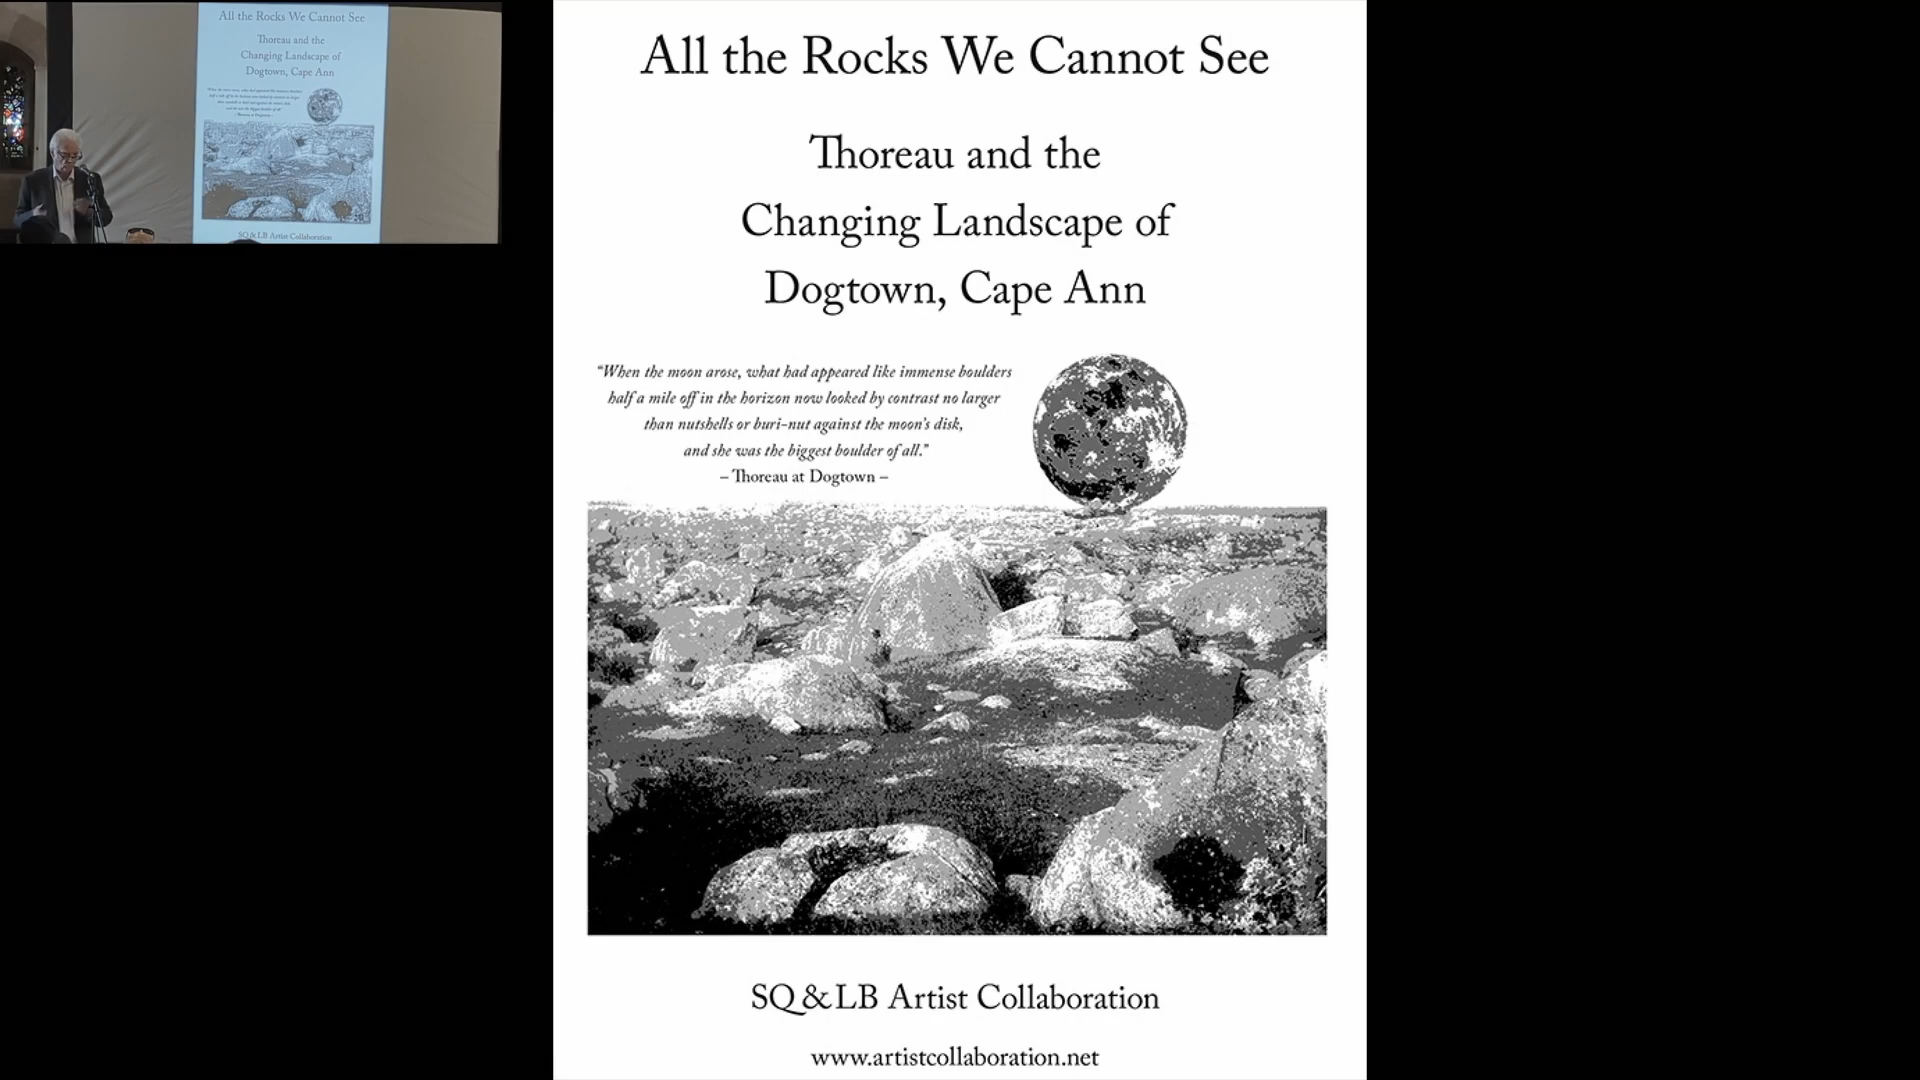 All the Rocks We Cannot See
Thoreau and the
Changing Landscape of
Dogtown, Cape Ann
“When the moon arose, what had appeared like immense boulders
half a mile off in the horizon now looked by contrast no larger
than nutshells or buri-nut against the moon’s disk,
and she was the biggest boulder of all.”
– Thoreau at Dogtown –
SQ & LB Artist Collaboration
www.artistcollaboration.net
All the Rocks We Cannot See
Thoreau and the
Changing Landscape of
Dogtown, Cape Ann
SQ & LB Artist Collaboration